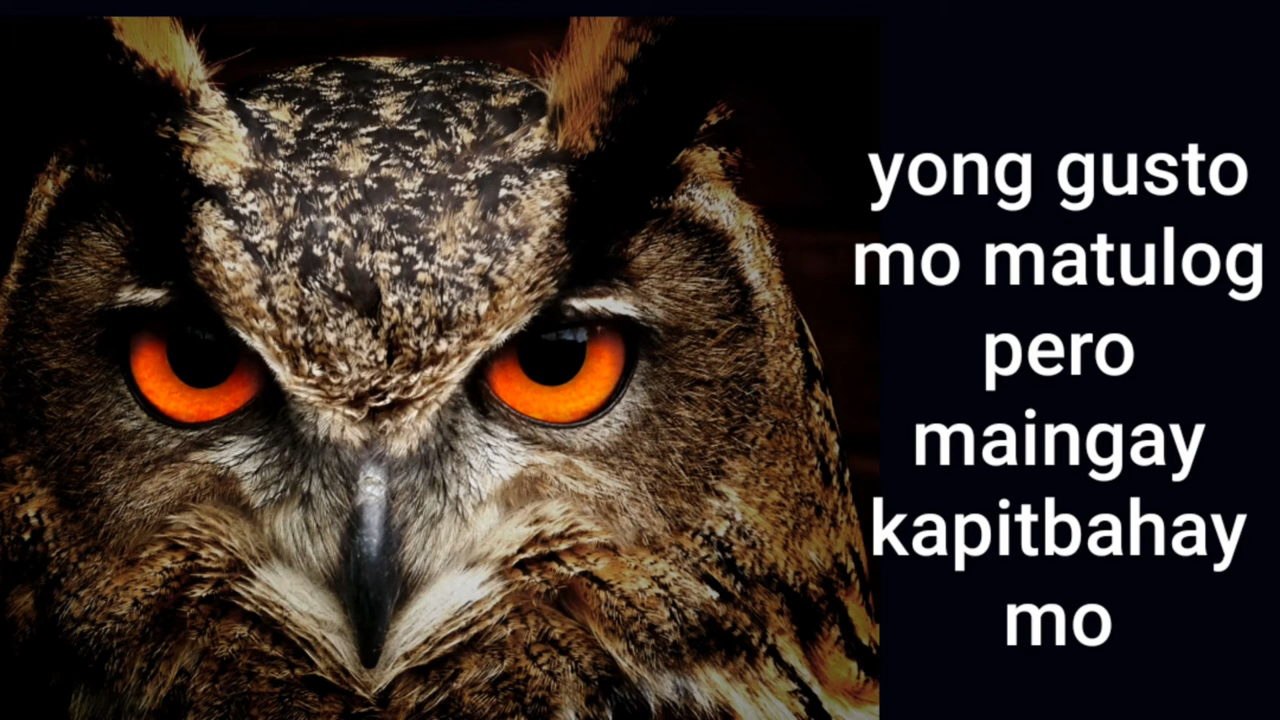 yong gusto
mo matulog
pero
maingay
kapitbahay
mo